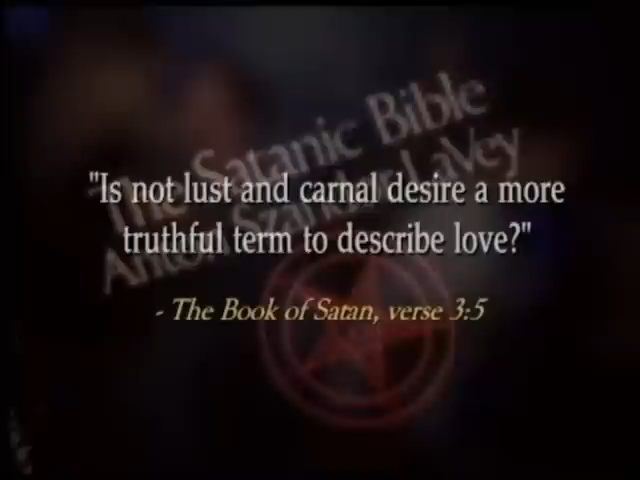 The Satanic Bible
Anton Szandor LaVey
"Is not lust and carnal desire a more
truthful term to describe love?"
- The Book of Satan, verse 3:5